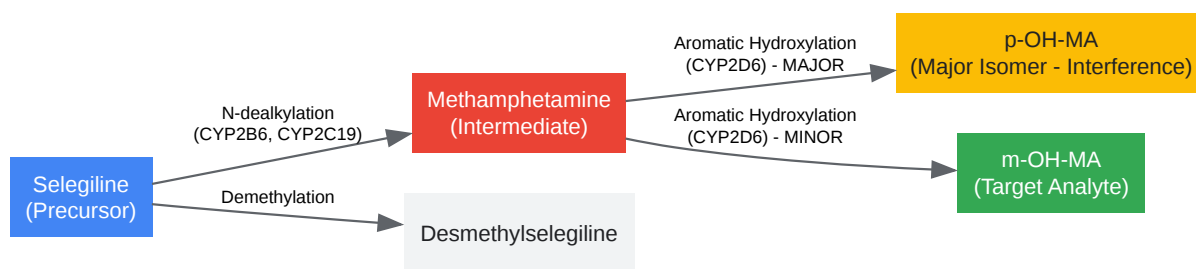 Selegiline
(Precursor)
N-dealkylation
(CYP2B6, CYP2C19)
Demethylation
Methamphetamine
(Intermediate)
Desmethylselegiline
Aromatic Hydroxylation
(CYP2D6) - MAJOR
Aromatic Hydroxylation
(CYP2D6) - MINOR
p-OH-MA
(Major Isomer - Interference)
m-OH-MA
(Target Analyte)